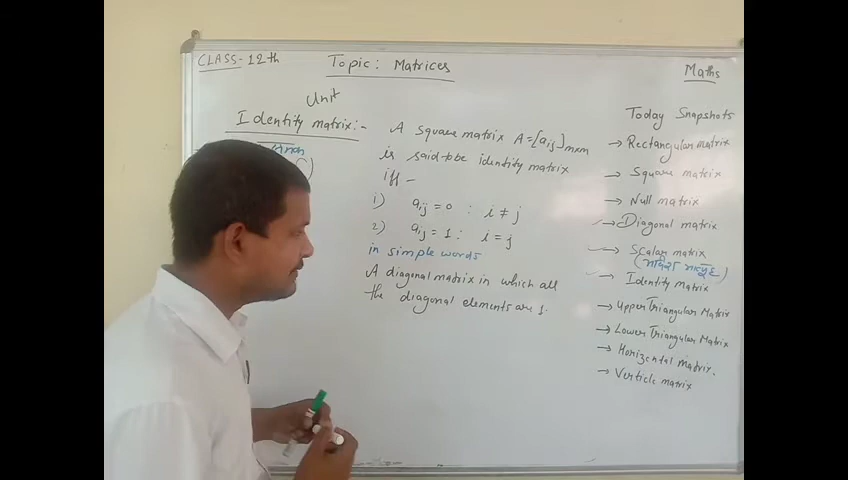 CLASS-12th
Topic: Matrices
Maths
Unit
Identity matrix:-
A square matrix A=[aij]m×m
is said to be identity matrix
iff -
1) aij = 0 : i ≠ j
2) aij = 1 : i = j
in simple words
A diagonal matrix in which all
the diagonal elements are 1.
Today Snapshots
→ Rectangular matrix
→ Square matrix
→ Null matrix
→ Diagonal matrix
→ Scalar matrix
→ Identity matrix
→ Upper Triangular Matrix
→ Lower Triangular Matrix
→ Horizental Matrix.
→ Verticle matrix